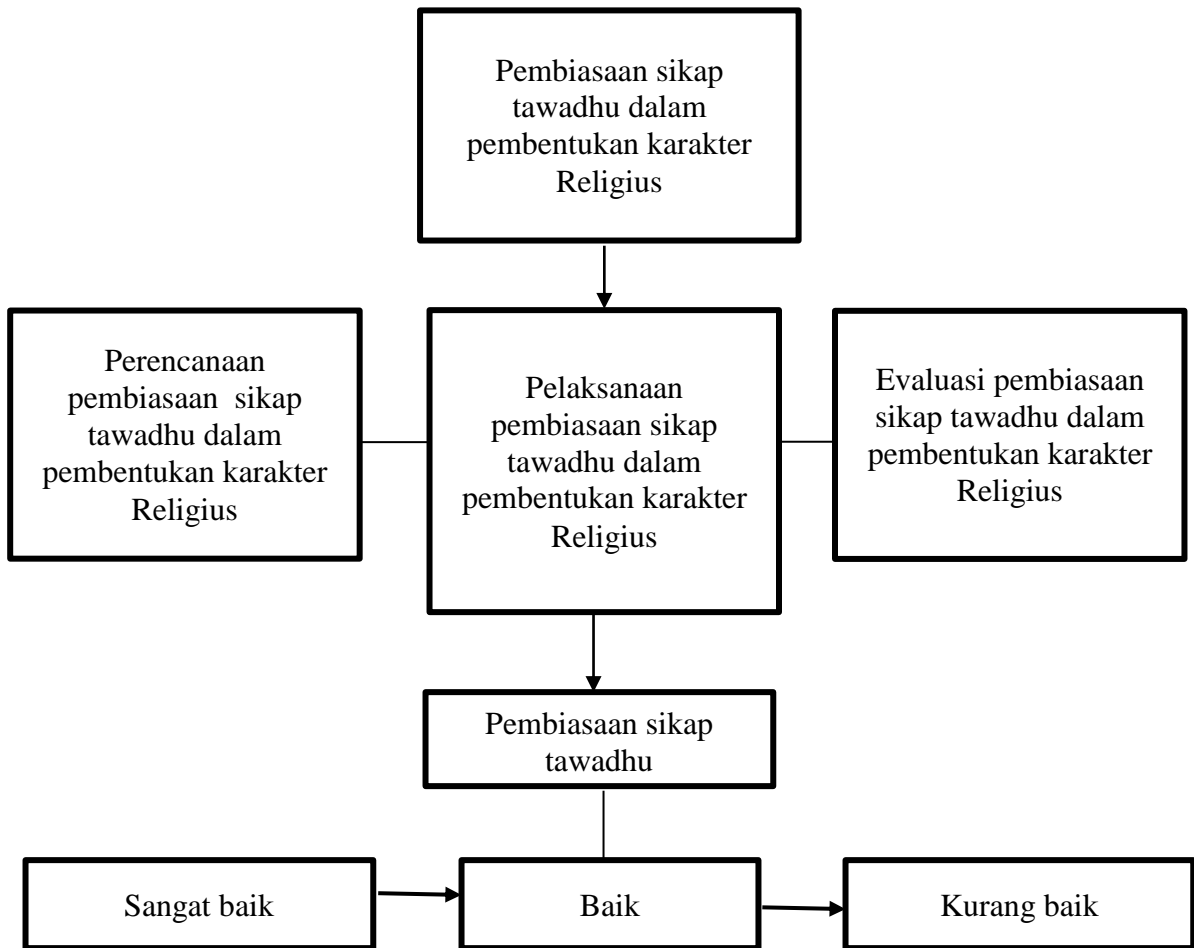 Pembiasaan sikap
tawadhu dalam
pembentukan karakter
Religius
Perencanaan
pembiasaan  sikap
tawadhu dalam
pembentukan karakter
Religius
Pelaksanaan
pembiasaan sikap
tawadhu dalam
pembentukan karakter
Religius
Evaluasi pembiasaan
sikap tawadhu dalam
pembentukan karakter
Religius
Pembiasaan sikap
tawadhu
Sangat baik
Baik
Kurang baik